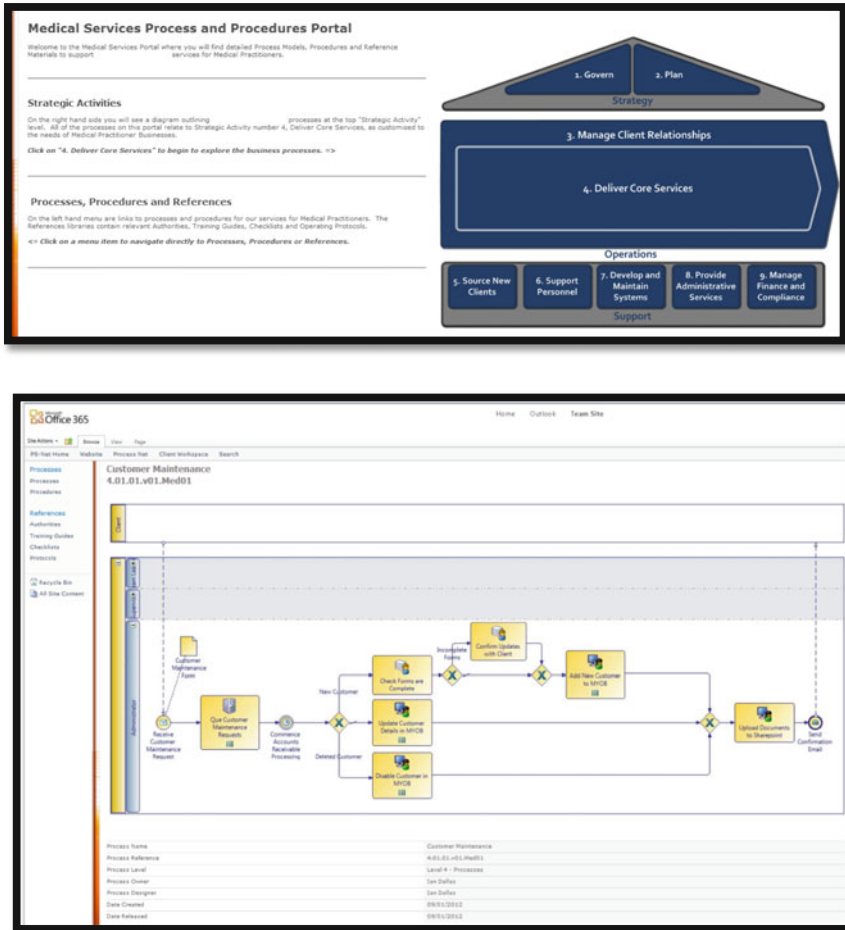 Medical Services Process and Procedures Portal
Welcome to the Medical Services Portal where you will find detailed Process Models, Procedures and Reference
Materials to support services for Medical Practitioners.
Strategic Activities
On the right hand side you will see a diagram outlining processes at the top "Strategic Activity"
level. All of the processes on this portal relate to Strategic Activity number 4, Deliver Core Services, as customised to
the needs of Medical Practitioner Businesses.
Click on "4. Deliver Core Services" to begin to explore the business processes. =>
Processes, Procedures and References
On the left hand menu are links to processes and procedures for our services for Medical Practitioners. The
References libraries contain relevant Authorities, Training Guides, Checklists and Operating Protocols.
<= Click on a menu item to navigate directly to Processes, Procedures or References.
1. Govern
2. Plan
Strategy
3. Manage Client Relationships
4. Deliver Core Services
Operations
5. Source New
Clients
6. Support
Personnel
7. Develop and
Maintain
Systems
8. Provide
Administrative
Services
9. Manage
Finance and
Compliance
Support
Office 365
Home Outlook Team Site
Site Actions Browse View Page
PS-Net Home Website Process Net Client Workspace Search
Processes
Processes
Procedures
References
Authorities
Training Guides
Checklists
Protocols
Recycle Bin
All Site Content
Customer Maintenance
4.01.01.v01.Med01
Client
Administrator
Customer
Maintenance
Form
Receive
Customer
Maintenance
Request
Que Customer
Maintenance
Requests
Commence
Accounts
Receivable
Processing
New Customer
Deleted Customer
Check Forms are
Complete
Update Customer
Details in MYOB
Disable Customer in
MYOB
Incomplete
Forms
Confirm Updates
with Client
Add New Customer
to MYOB
Upload Documents
to Sharepoint
Send
Confirmation
Email
Process Name Customer Maintenance
Process Reference 4.01.01.v01.Med01
Process Level Level 4 - Processes
Process Owner Ian Dallas
Process Designer Ian Dallas
Date Created 09/01/2012
Date Released 09/01/2012